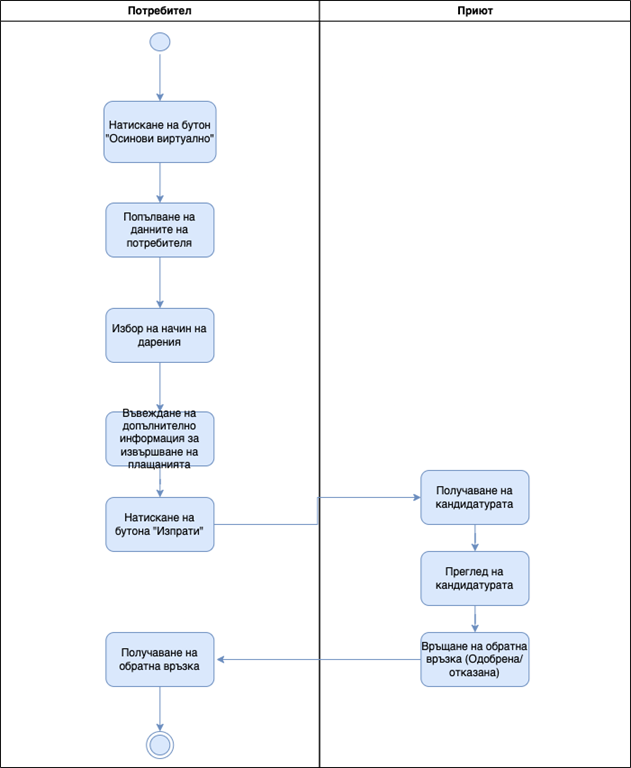 Потребител
Приют
Натискане на бутон
"Осинови виртуално"
Попълване на
данните на
потребителя
Избор на начин на
дарения
Въвеждане на
допълнително
информация за
извършване на
плащанията
Натискане на
бутона "Изпрати"
Получаване на
кандидатурата
Преглед на
кандидатурата
Връщане на обратна
връзка (Одобрена/
отказана)
Получаване на
обратна връзка